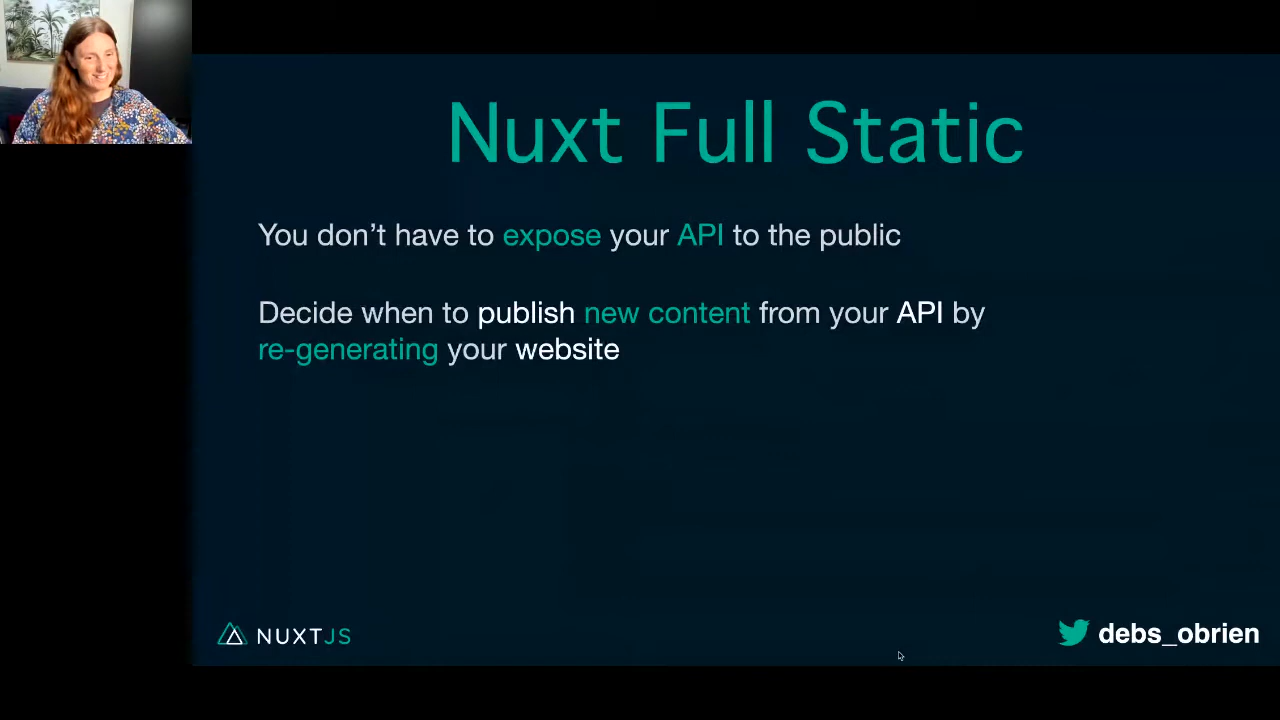 Nuxt Full Static
You don't have to expose your API to the public
Decide when to publish new content from your API by
re-generating your website
NUXTJS
debs_obrien